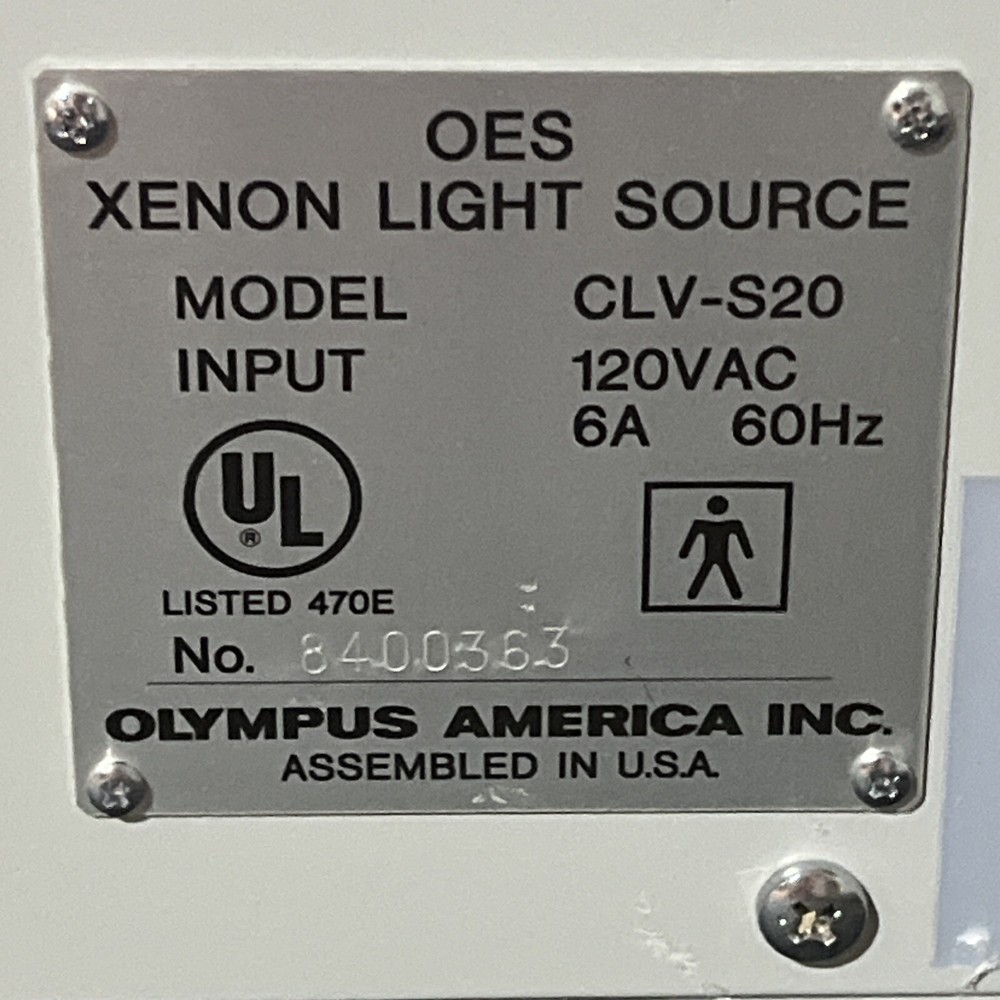 OES
XENON LIGHT SOURCE
MODEL CLV-S20
INPUT 120VAC
6A 60Hz
UL
®
LISTED 470E
No. 8400363
OLYMPUS AMERICA INC.
ASSEMBLED IN U.S.A.